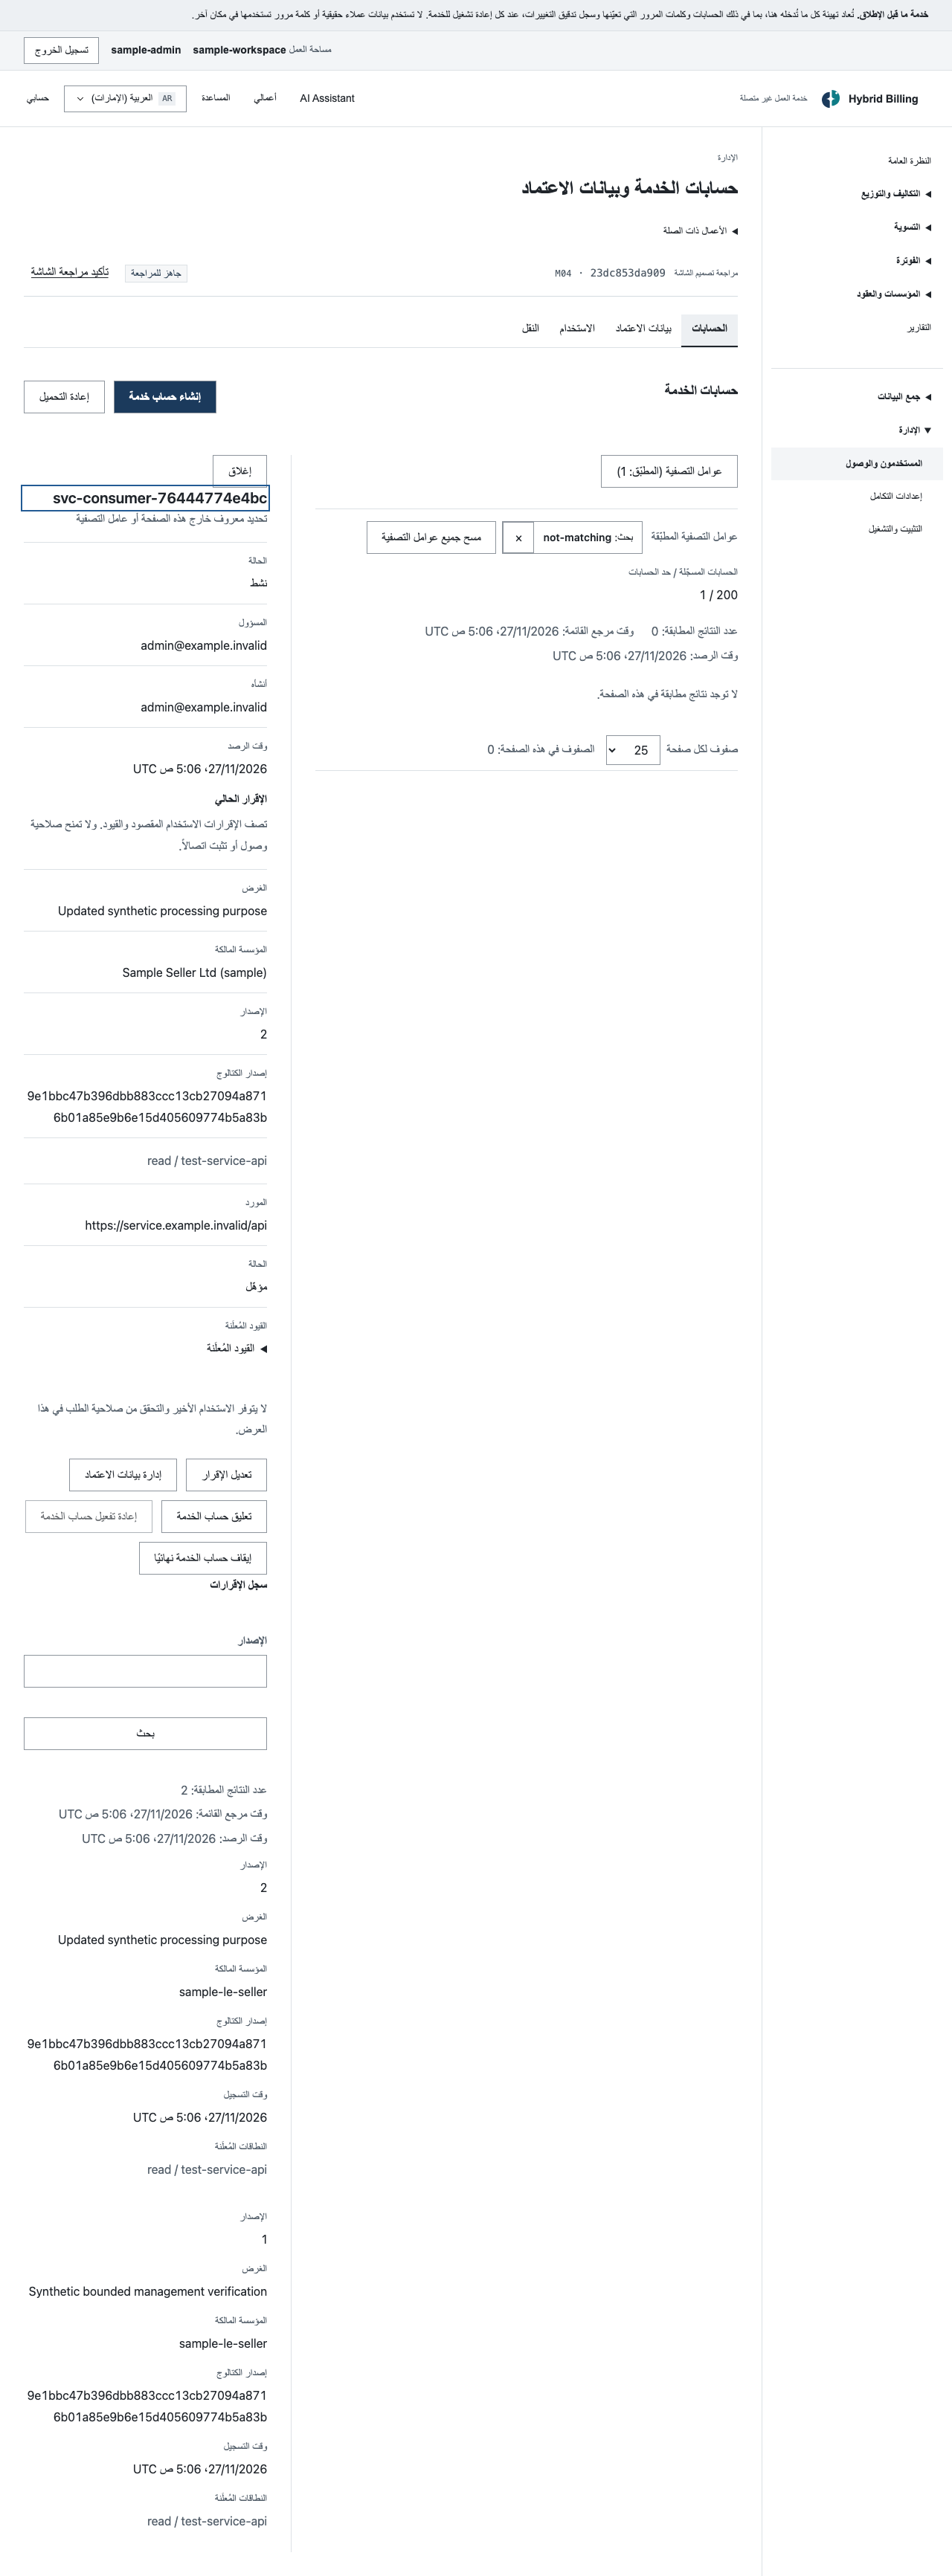 خدمة ما قبل الإطلاق. تُعاد تهيئة كل ما تُدخله هنا، بما في ذلك الحسابات وكلمات المرور التي تعيّنها وسجل تدقيق التغييرات، عند كل إعادة تشغيل للخدمة. لا تستخدم بيانات عملاء حقيقية أو كلمة مرور تستخدمها في مكان آخر.
مساحة العمل sample-workspace sample-admin تسجيل الخروج
Hybrid Billing خدمة العمل غير متصلة AI Assistant أعمالي المساعدة AR العربية (الإمارات) حسابي
النظرة العامة
التكاليف والتوزيع
التسوية
الفوترة
المؤسسات والعقود
التقارير
جمع البيانات
الإدارة
المستخدمون والوصول
إعدادات التكامل
التثبيت والتشغيل
الإدارة
حسابات الخدمة وبيانات الاعتماد
الأعمال ذات الصلة
مراجعة تصميم الشاشة M04 · 23dc853da909 جاهز للمراجعة تأكيد مراجعة الشاشة
الحسابات بيانات الاعتماد الاستخدام النقل
حسابات الخدمة إنشاء حساب خدمة إعادة التحميل
عوامل التصفية (المطبّق: 1)
عوامل التصفية المطبّقة بحث: not-matching × مسح جميع عوامل التصفية
الحسابات المسجّلة / حد الحسابات
1 / 200
عدد النتائج المطابقة: 0 وقت مرجع القائمة: 27/11/2026، 5:06 ص UTC
وقت الرصد: 27/11/2026، 5:06 ص UTC
لا توجد نتائج مطابقة في هذه الصفحة.
صفوف لكل صفحة 25 الصفوف في هذه الصفحة: 0
إغلاق
svc-consumer-76444774e4bc
تحديد معروف خارج هذه الصفحة أو عامل التصفية
الحالة
نشط
المسؤول
admin@example.invalid
أنشأه
admin@example.invalid
وقت الرصد
27/11/2026، 5:06 ص UTC
الإقرار الحالي
تصف الإقرارات الاستخدام المقصود والقيود. ولا تمنح صلاحية
وصول أو تثبت اتصالاً.
الغرض
Updated synthetic processing purpose
المؤسسة المالكة
Sample Seller Ltd (sample)
الإصدار
2
إصدار الكتالوج
9e1bbc47b396dbb883ccc13cb27094a871
6b01a85e9b6e15d405609774b5a83b
read / test-service-api
المورد
https://service.example.invalid/api
الحالة
مؤهّل
القيود المُعلَنة
القيود المُعلَنة
لا يتوفر الاستخدام الأخير والتحقق من صلاحية الطلب في هذا
العرض.
تعديل الإقرار إدارة بيانات الاعتماد
تعليق حساب الخدمة إعادة تفعيل حساب الخدمة
إيقاف حساب الخدمة نهائيًا
سجل الإقرارات
الإصدار
بحث
عدد النتائج المطابقة: 2
وقت مرجع القائمة: 27/11/2026، 5:06 ص UTC
وقت الرصد: 27/11/2026، 5:06 ص UTC
الإصدار
2
الغرض
Updated synthetic processing purpose
المؤسسة المالكة
sample-le-seller
إصدار الكتالوج
9e1bbc47b396dbb883ccc13cb27094a871
6b01a85e9b6e15d405609774b5a83b
وقت التسجيل
27/11/2026، 5:06 ص UTC
النطاقات المُعلَنة
read / test-service-api
الإصدار
1
الغرض
Synthetic bounded management verification
المؤسسة المالكة
sample-le-seller
إصدار الكتالوج
9e1bbc47b396dbb883ccc13cb27094a871
6b01a85e9b6e15d405609774b5a83b
وقت التسجيل
27/11/2026، 5:06 ص UTC
النطاقات المُعلَنة
read / test-service-api